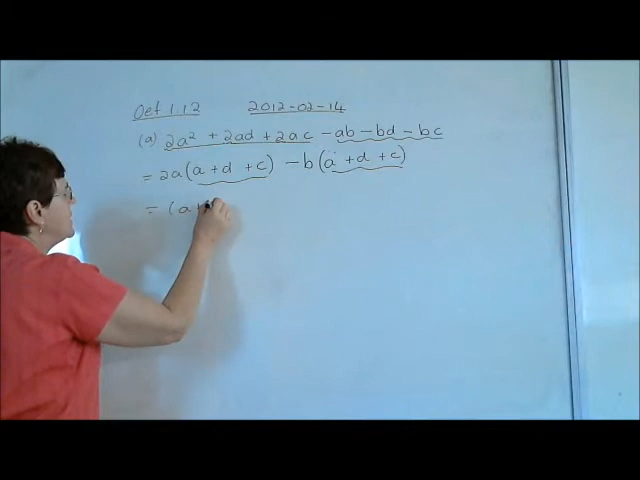 Oef 1.12 2012-02-14
(a) 2a² + 2ad + 2ac - ab - bd - bc
= 2a(a + d + c) - b(a + d + c)
= (a +